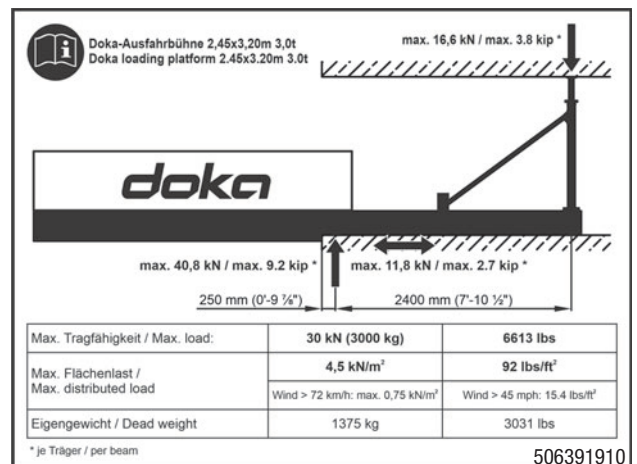 Doka-Ausfahrbühne 2,45x3,20m 3,0t
Doka loading platform 2.45x3.20m 3.0t
max. 16,6 kN / max. 3.8 kip *
doka
max. 40,8 kN / max. 9.2 kip *
max. 11,8 kN / max. 2.7 kip *
250 mm (0'-9 ⅞")
2400 mm (7'-10 ½")
Max. Tragfähigkeit / Max. load:
30 kN (3000 kg)
6613 lbs
Max. Flächenlast /
Max. distributed load
4,5 kN/m²
92 lbs/ft²
Wind > 72 km/h: max. 0,75 kN/m²
Wind > 45 mph: 15.4 lbs/ft²
Eigengewicht / Dead weight
1375 kg
3031 lbs
* je Träger / per beam
506391910